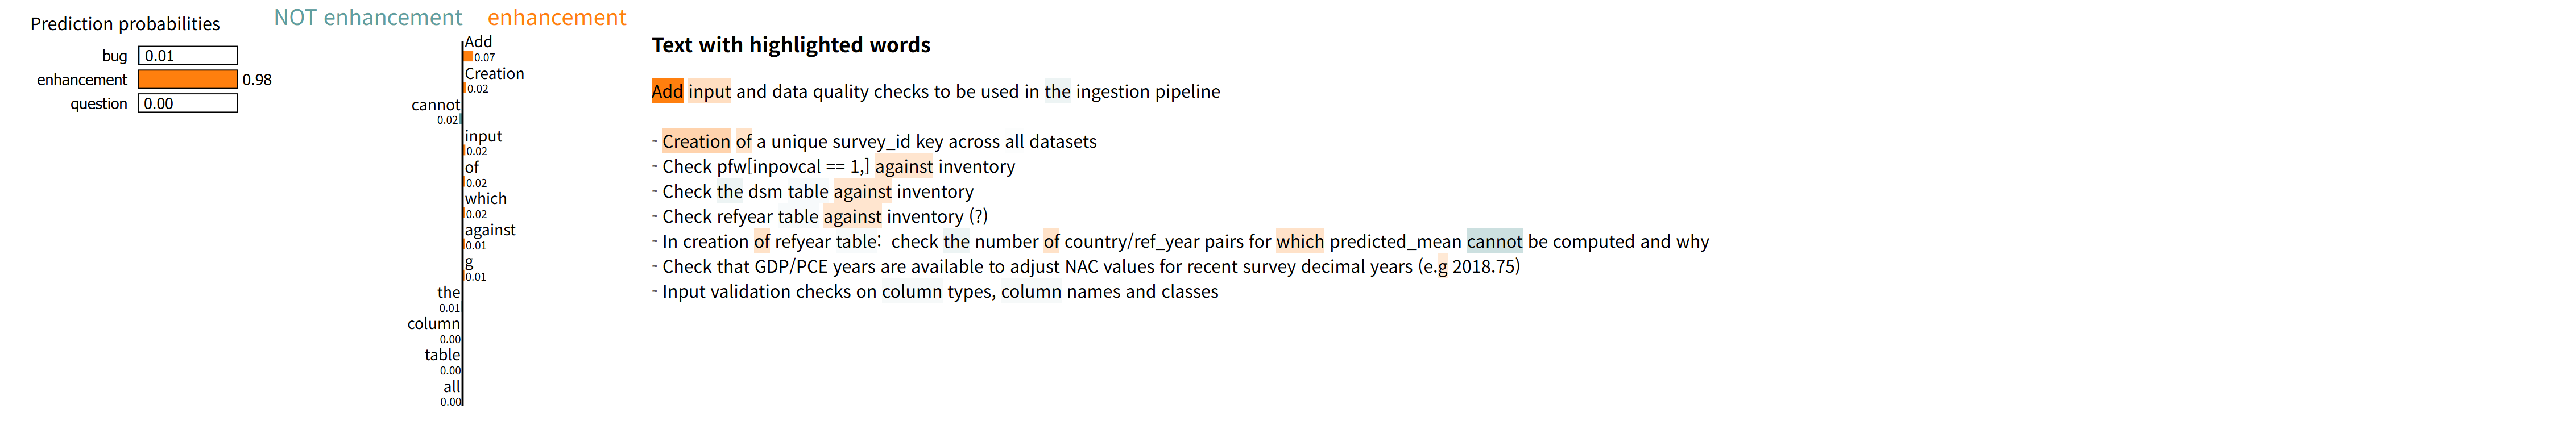 Prediction probabilities
bug 0.01
enhancement 0.98
question 0.00
NOT enhancement enhancement
Add
0.07
Creation
0.02
cannot
0.02
input
0.02
of
0.02
which
0.02
against
0.01
g
0.01
the
0.01
column
0.00
table
0.00
all
0.00
Text with highlighted words
Add input and data quality checks to be used in the ingestion pipeline
- Creation of a unique survey_id key across all datasets
- Check pfw[inpovcal == 1,] against inventory
- Check the dsm table against inventory
- Check refyear table against inventory (?)
- In creation of refyear table:  check the number of country/ref_year pairs for which predicted_mean cannot be computed and why
- Check that GDP/PCE years are available to adjust NAC values for recent survey decimal years (e.g 2018.75)
- Input validation checks on column types, column names and classes